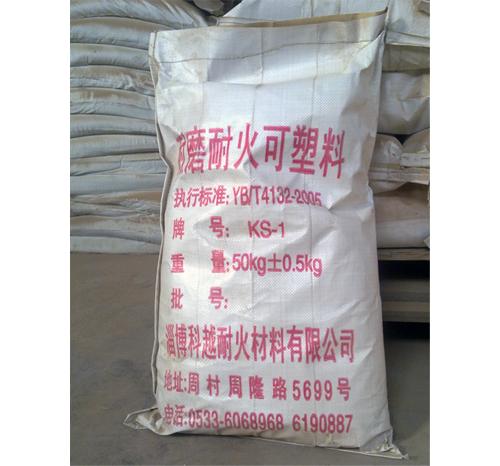 耐磨耐火可塑料
执行标准:YB/T4132-2005
牌 号: KS-1
重 量:50kg±0.5kg
批 号:
淄博科越耐火材料有限公司
地址:周村周隆路5699号
电话:0533-6068968 6190887